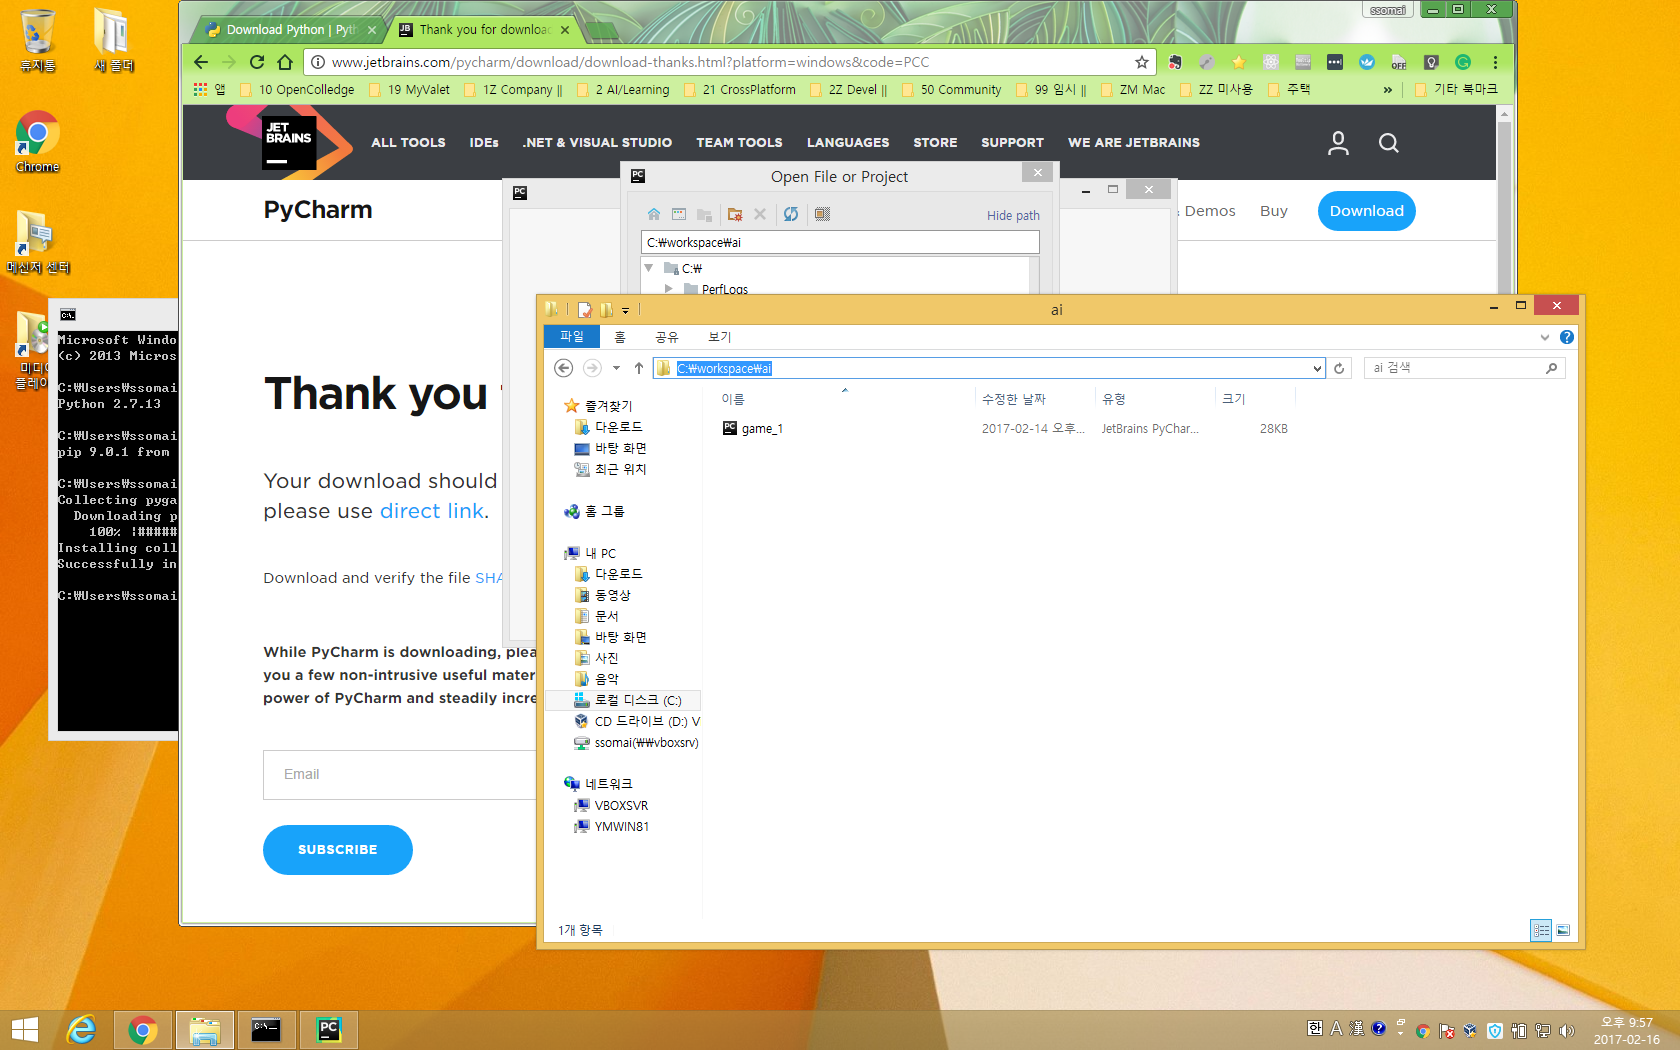 휴지통
새 폴더
Chrome
메신저 센터
ssomai
Download Python | Pyth
Thank you for downloac
www.jetbrains.com/pycharm/download/download-thanks.html?platform=windows&code=PCC
앱
10 OpenColledge
19 MyValet
1Z Company ||
2 AI/Learning
21 CrossPlatform
2Z Devel ||
50 Community
99 임시 ||
ZM Mac
ZZ 미사용
주택
»
기타 북마크
JET
BRAINS
ALL TOOLS
IDEs
.NET & VISUAL STUDIO
TEAM TOOLS
LANGUAGES
STORE
SUPPORT
WE ARE JETBRAINS
PyCharm
Demos
Buy
Download
Thank you
Your download should
please use direct link.
Download and verify the file SHA
While PyCharm is downloading, plea
you a few non-intrusive useful mater
power of PyCharm and steadily incre
Email
SUBSCRIBE
Microsoft Windo
(c) 2013 Micros
C:₩Users₩ssomai
Python 2.7.13
C:₩Users₩ssomai
pip 9.0.1 from
C:₩Users₩ssomai
Collecting pyga
Downloading p
100% |#####
Installing coll
Successfully in
C:₩Users₩ssomai
PC
Open File or Project
Hide path
C:₩workspace₩ai
C:₩
PerfLogs
ai
파일
홈
공유
보기
C:₩workspace₩ai
ai 검색
이름
수정한 날짜
유형
크기
game_1
2017-02-14 오후...
JetBrains PyChar...
28KB
즐겨찾기
다운로드
바탕 화면
최근 위치
홈 그룹
내 PC
다운로드
동영상
문서
바탕 화면
사진
음악
로컬 디스크 (C:)
CD 드라이브 (D:) V
ssomai(₩₩vboxsrv)
네트워크
VBOXSVR
YMWIN81
1개 항목
한 A 漢
오후 9:57
2017-02-16